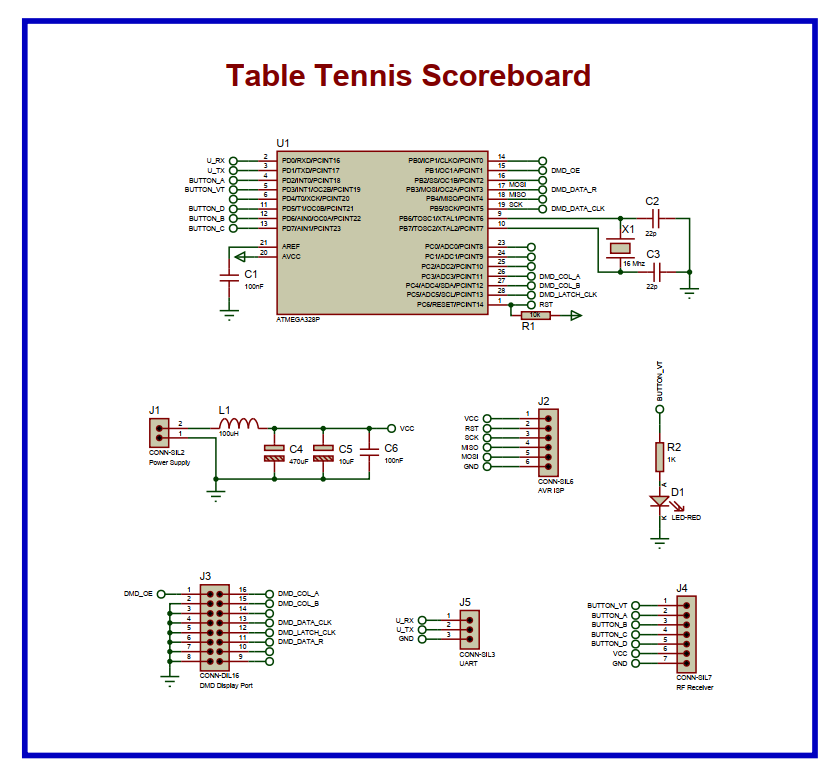 Table Tennis Scoreboard
U1
U_RX 2 PD0/RXD/PCINT16 PB0/ICP1/CLKO/PCINT0 14
U_TX 3 PD1/TXD/PCINT17 PB1/OC1A/PCINT1 15 DMD_OE
BUTTON_A 4 PD2/INT0/PCINT18 PB2/SS/OC1B/PCINT2 16
BUTTON_VT 5 PD3/INT1/OC2B/PCINT19 PB3/MOSI/OC2A/PCINT3 17 MOSI DMD_DATA_R
6 PD4/T0/XCK/PCINT20 PB4/MISO/PCINT4 18 MISO
BUTTON_D 11 PD5/T1/OC0B/PCINT21 PB5/SCK/PCINT5 19 SCK DMD_DATA_CLK
BUTTON_B 12 PD6/AIN0/OC0A/PCINT22 PB6/TOSC1/XTAL1/PCINT6 9
BUTTON_C 13 PD7/AIN1/PCINT23 PB7/TOSC2/XTAL2/PCINT7 10
21 AREF PC0/ADC0/PCINT8 23
20 AVCC PC1/ADC1/PCINT9 24
PC2/ADC2/PCINT10 25
PC3/ADC3/PCINT11 26 DMD_COL_A
PC4/ADC4/SDA/PCINT12 27 DMD_COL_B
PC5/ADC5/SCL/PCINT13 28 DMD_LATCH_CLK
PC6/RESET/PCINT14 1 RST
ATMEGA328P
C1
100nF
C2
22p
X1
16 Mhz
C3
22p
10k
R1
J1
2
1
CONN-SIL2
Power Supply
L1
100uH
VCC
C4
470uF
C5
10uF
C6
100nF
J2
VCC 1
RST 2
SCK 3
MISO 4
MOSI 5
GND 6
CONN-SIL6
AVR ISP
BUTTON_VT
R2
1K
A
D1
K
LED-RED
J3
DMD_OE 1 16 DMD_COL_A
2 15 DMD_COL_B
3 14
4 13 DMD_DATA_CLK
5 12 DMD_LATCH_CLK
6 11 DMD_DATA_R
7 10
8 9
CONN-DIL16
DMD Display Port
J5
U_RX 1
U_TX 2
GND 3
CONN-SIL3
UART
J4
BUTTON_VT 1
BUTTON_A 2
BUTTON_B 3
BUTTON_C 4
BUTTON_D 5
VCC 6
GND 7
CONN-SIL7
RF Receiver